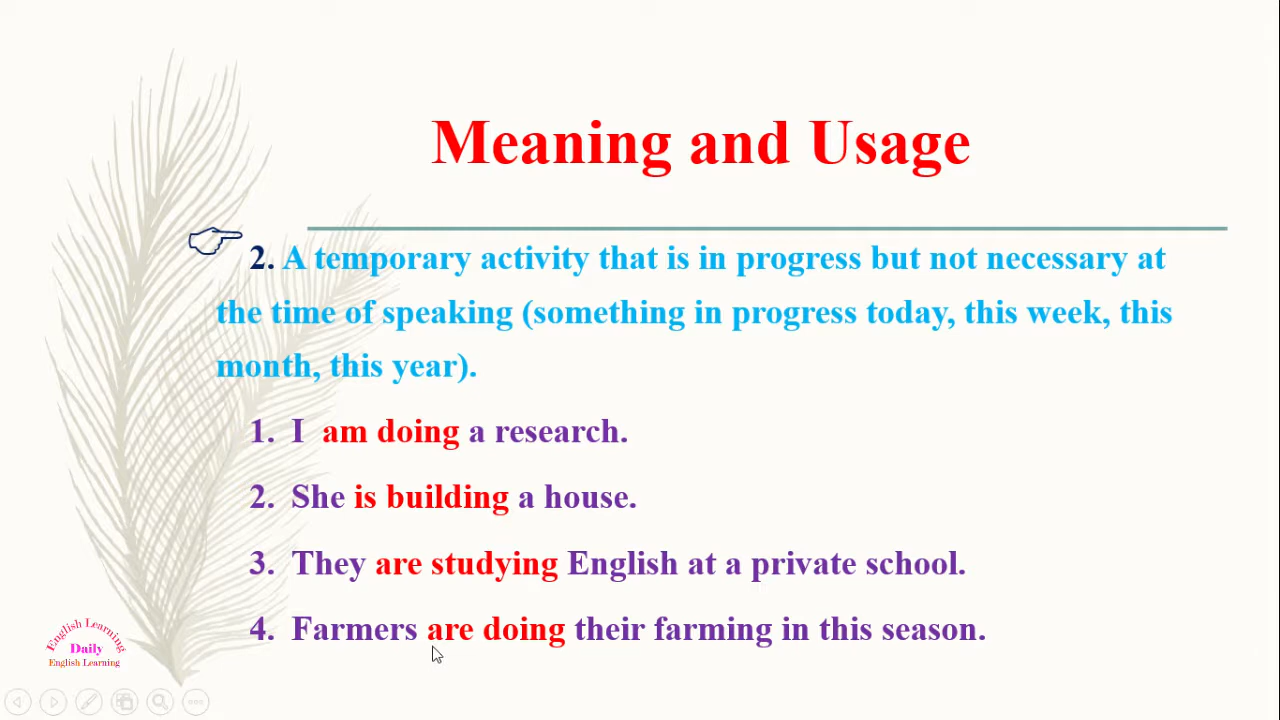 Meaning and Usage
2. A temporary activity that is in progress but not necessary at
the time of speaking (something in progress today, this week, this
month, this year).
1. I am doing a research.
2. She is building a house.
3. They are studying English at a private school.
4. Farmers are doing their farming in this season.
English Learning
Daily
English Learning